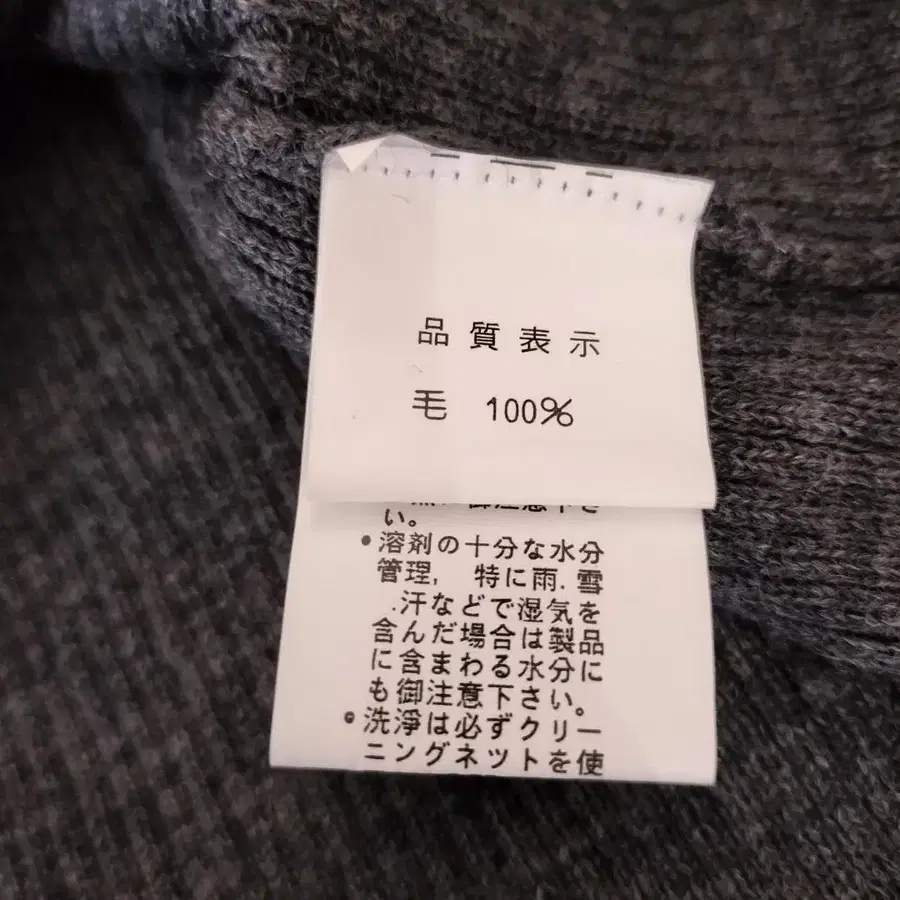 品質表示
毛 100%
い。
•溶剤の十分な水分
管理, 特に雨.雪
.汗などで湿気を
含んだ場合は製品
に含まわる水分に
も御注意下さい。
•洗浄は必ずクリー
ニングネットを使